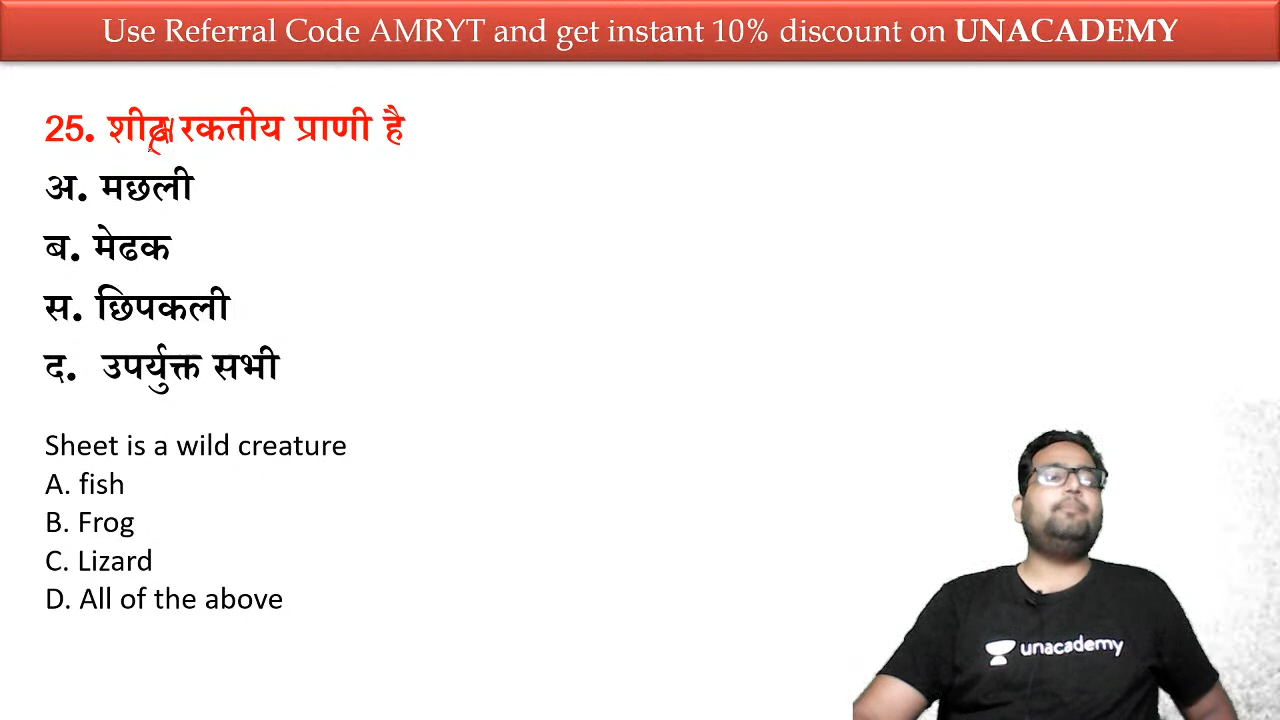 Use Referral Code AMRYT and get instant 10% discount on UNACADEMY
25. रकतीय प्राणी है
अ. मछली
ब. मेढक
स. छिपकली
द. उपर्युक्त सभी
Sheet is a wild creature
A. fish
B. Frog
C. Lizard
D. All of the above
unacademy